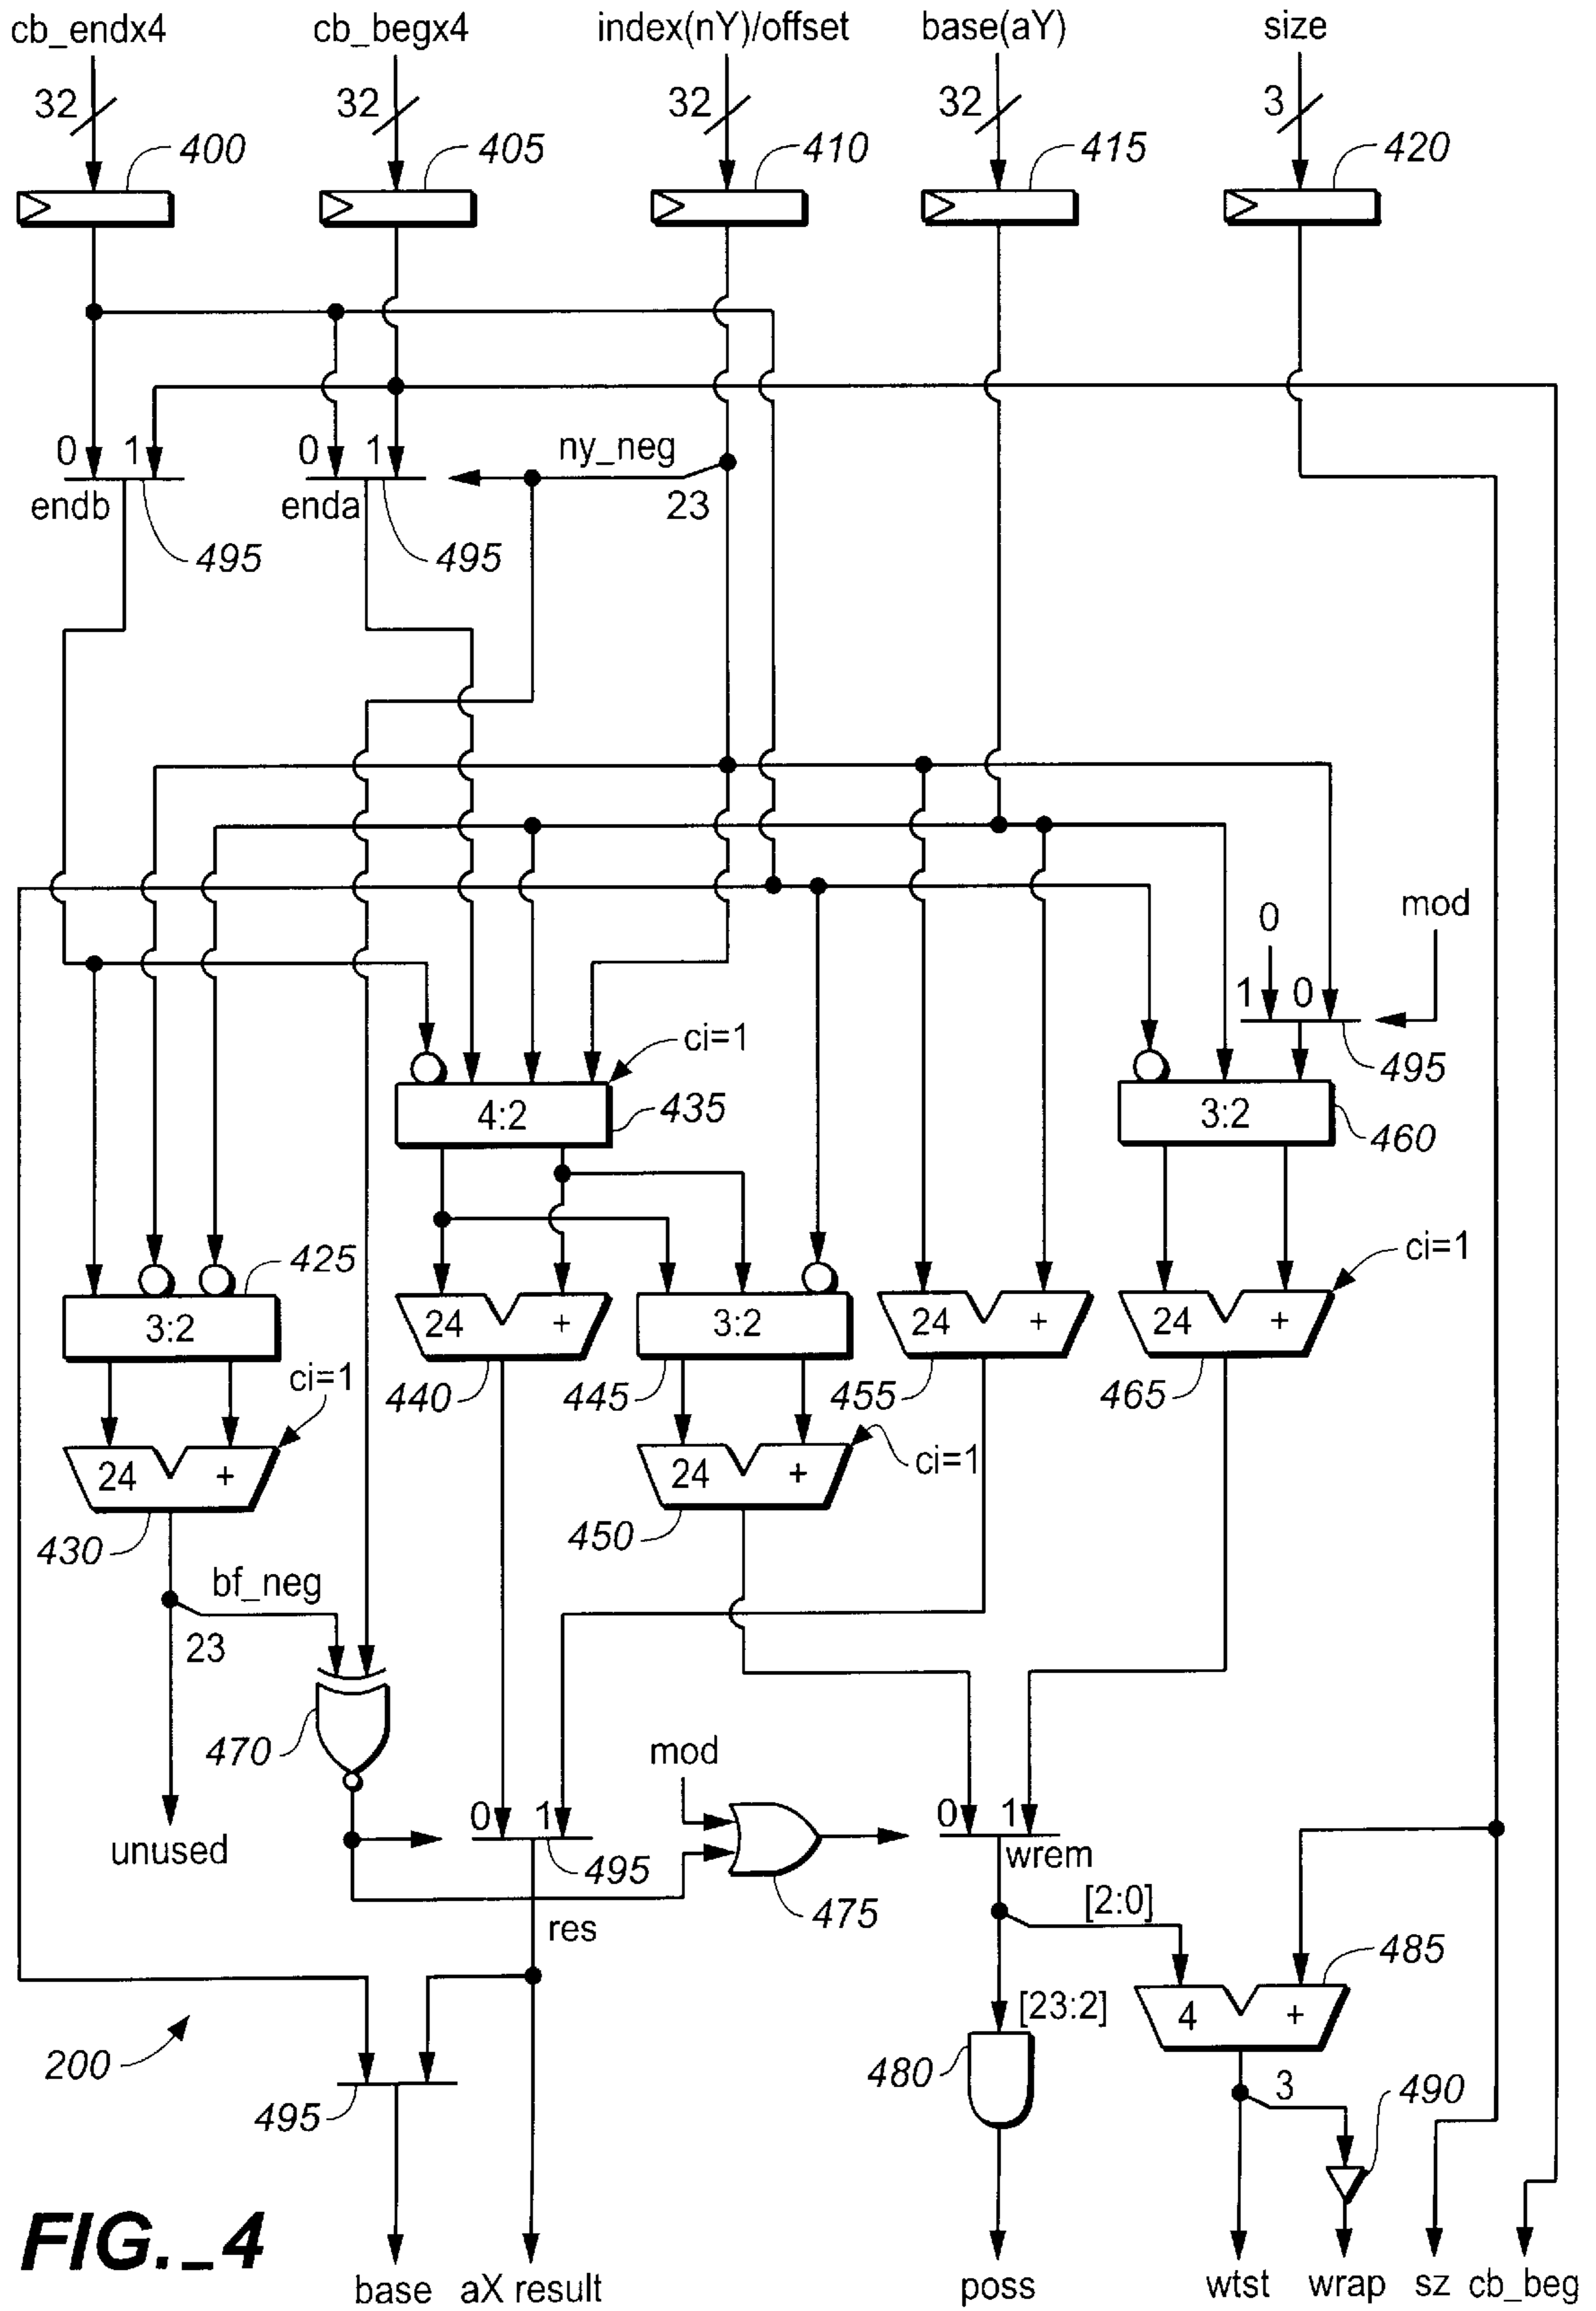 cb_endx4 cb_begx4 index(nY)/offset base(aY) size
32 32 32 32 3
400 405 410 415 420
0 1 0 1 ny_neg
endb enda 23
495 495
0 mod
1 0
ci=1 495
4:2 435 3:2 460
425 ci=1
3:2 24 + 3:2 24 + 24 +
ci=1 440 445 455 465
24 + 24 + ci=1
430 450
bf_neg
23
470 mod
0 1 0 1
unused 495 wrem
475 [2:0]
res 485
[23:2] 4 +
200 480
495 3 490
FIG._4
base aX result poss wtst wrap sz cb_beg